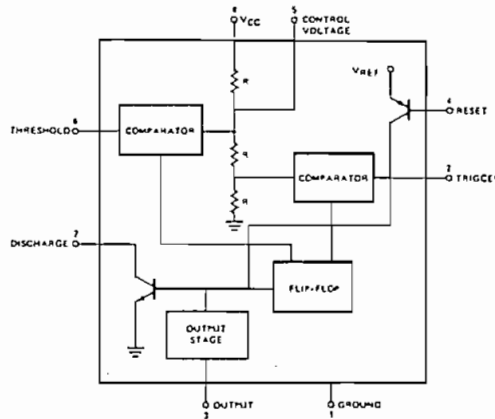 8 VCC
5 CONTROL
VOLTAGE
R
VREF
6
THRESHOLD
COMPARATOR
4
RESET
R
COMPARATOR
2
TRIGGER
R
7
DISCHARGE
FLIP-FLOP
OUTPUT
STAGE
OUTPUT
3
GROUND
1